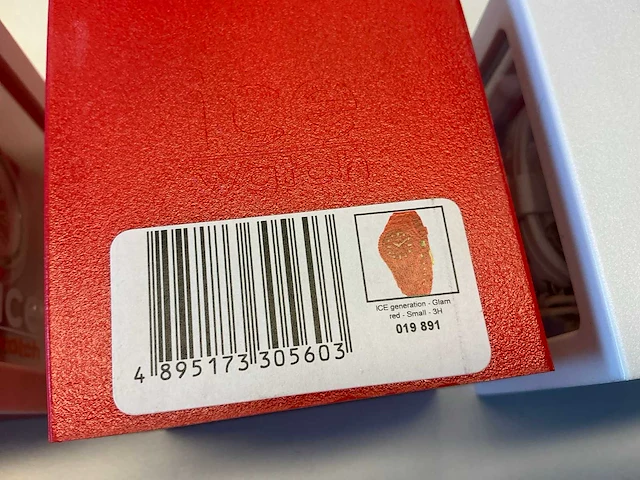 ice
watch
4 895173 305603
ICE generation - Glam
red - Small - 3H
019 891